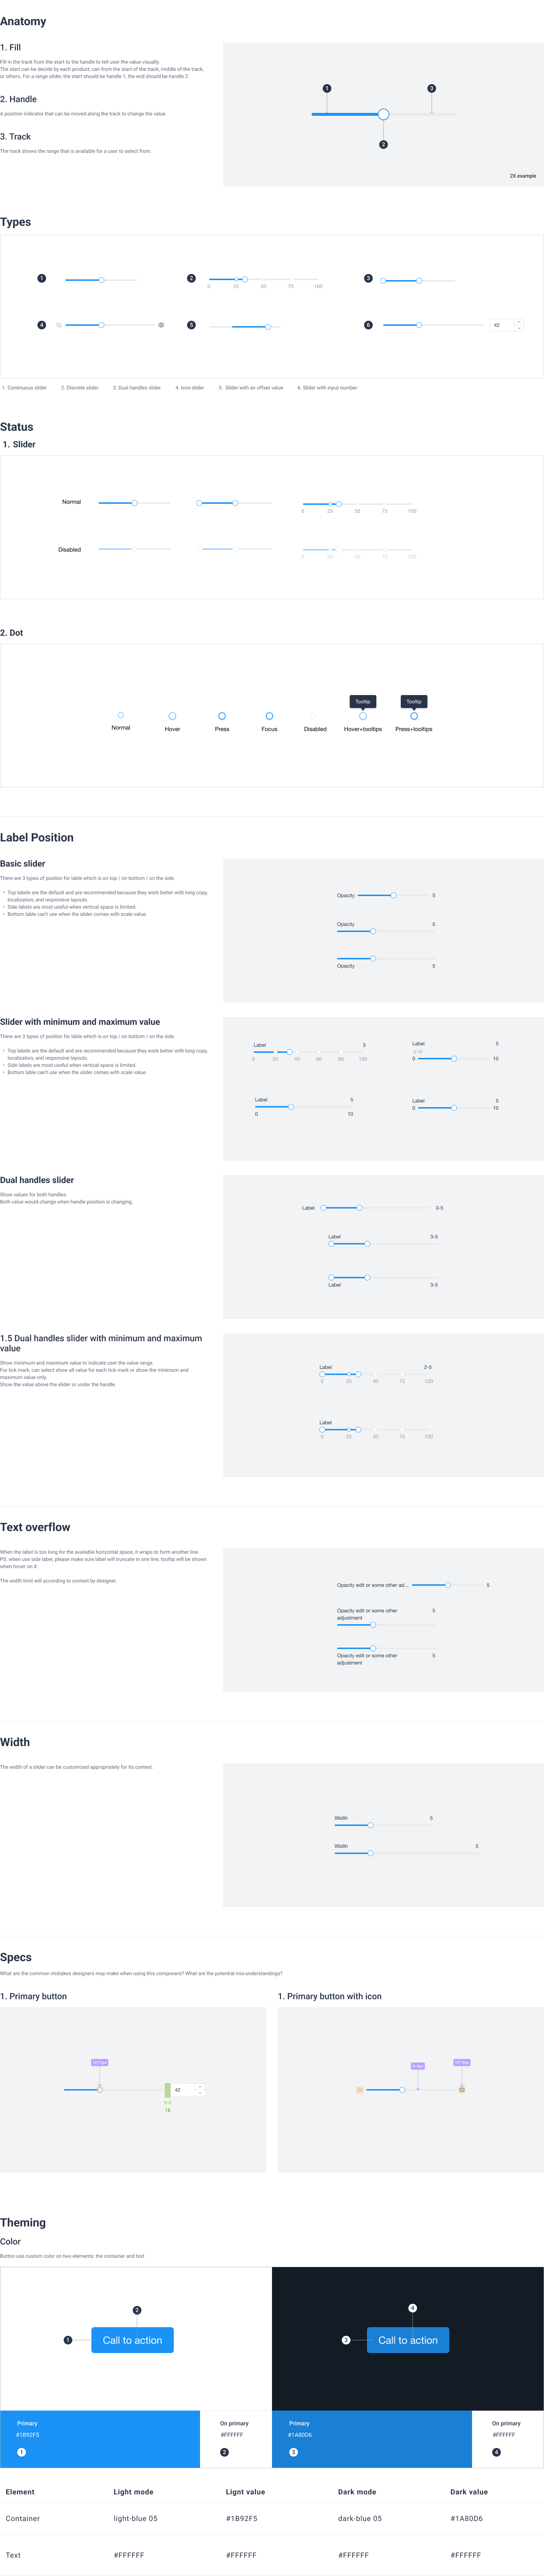 Anatomy
1. Fill
Fill in the track from the start to the handle to tell user the value visually.
The start can be decide by each product, can from the start of the track, middle of the track,
or others. For a range slider, the start should be handle 1, the end should be handle 2.
2. Handle
A position indicator that can be moved along the track to change the value.
3. Track
The track shows the range that is available for a user to select from.
1
3
2
2X example
Types
1
2
0 25 50 75 100
3
4
5
6
42
1. Continuous slider 2. Discrete slider 3. Dual handles slider 4. Icon slider 5. Slider with an offset value 6. Slider with input number
Status
1. Slider
Normal
0 25 50 75 100
Disabled
0 25 50 75 100
2. Dot
Tooltip Tooltip
Normal Hover Press Focus Disabled Hover+tooltips Press+tooltips
Label Position
Basic slider
There are 3 types of positon for lable which is on top / on bottom / on the side.
• Top labels are the default and are recommended because they work better with long copy,
localization, and responsive layouts.
• Side labels are most useful when vertical space is limited.
• Bottom lable can't use when the slider comes with scale value.
Opacity 5
Opacity 5
Opacity 5
Slider with minimum and maximum value
There are 3 types of positon for lable which is on top / on bottom / on the side.
• Top labels are the default and are recommended because they work better with long copy,
localization, and responsive layouts.
• Side labels are most useful when vertical space is limited.
• Bottom lable can't use when the slider comes with scale value.
Label 5
0 20 40 60 80 100
Label 5
0-10
0 10
Label 5
0 10
Label 5
0 10
Dual handles slider
Show values for both handles.
Both value would change when handle position is changing.
Label 3-5
Label 3-5
Label 3-5
1.5 Dual handles slider with minimum and maximum
value
Show minimum and maximum value to indicate user the value range.
For tick mark, can select show all value for each tick mark or show the minimum and
maximum value only.
Show the value above the slider or under the handle.
Label 2-5
0 25 40 75 100
Label
0 25 40 75 100
Text overflow
When the label is too long for the available horizontal space, it wraps to form another line.
PS: when use side label, please make sure label will truncate in one line, tooltip will be shown
when hover on it.
The width limit will according to context by designer.
Opacity edit or some other ad... 5
Opacity edit or some other 5
adjustment
Opacity edit or some other 5
adjustment
Width
The width of a slider can be customized appropriately for its context.
Width 5
Width 5
Specs
What are the common mistakes designers may make when using this component? What are the potential mis-understandings?
1. Primary button
42
1. Primary button with icon
Theming
Color
Button use custom color on two elements: the container and text
2
1
Call to action
4
3
Call to action
Primary
#1B92F5
1
On primary
#FFFFFF
2
Primary
#1A80D6
3
On primary
#FFFFFF
4
Element Light mode Lignt value Dark mode Dark value
Container light-blue 05 #1B92F5 dark-blue 05 #1A80D6
Text #FFFFFF #FFFFFF #FFFFFF #FFFFFF